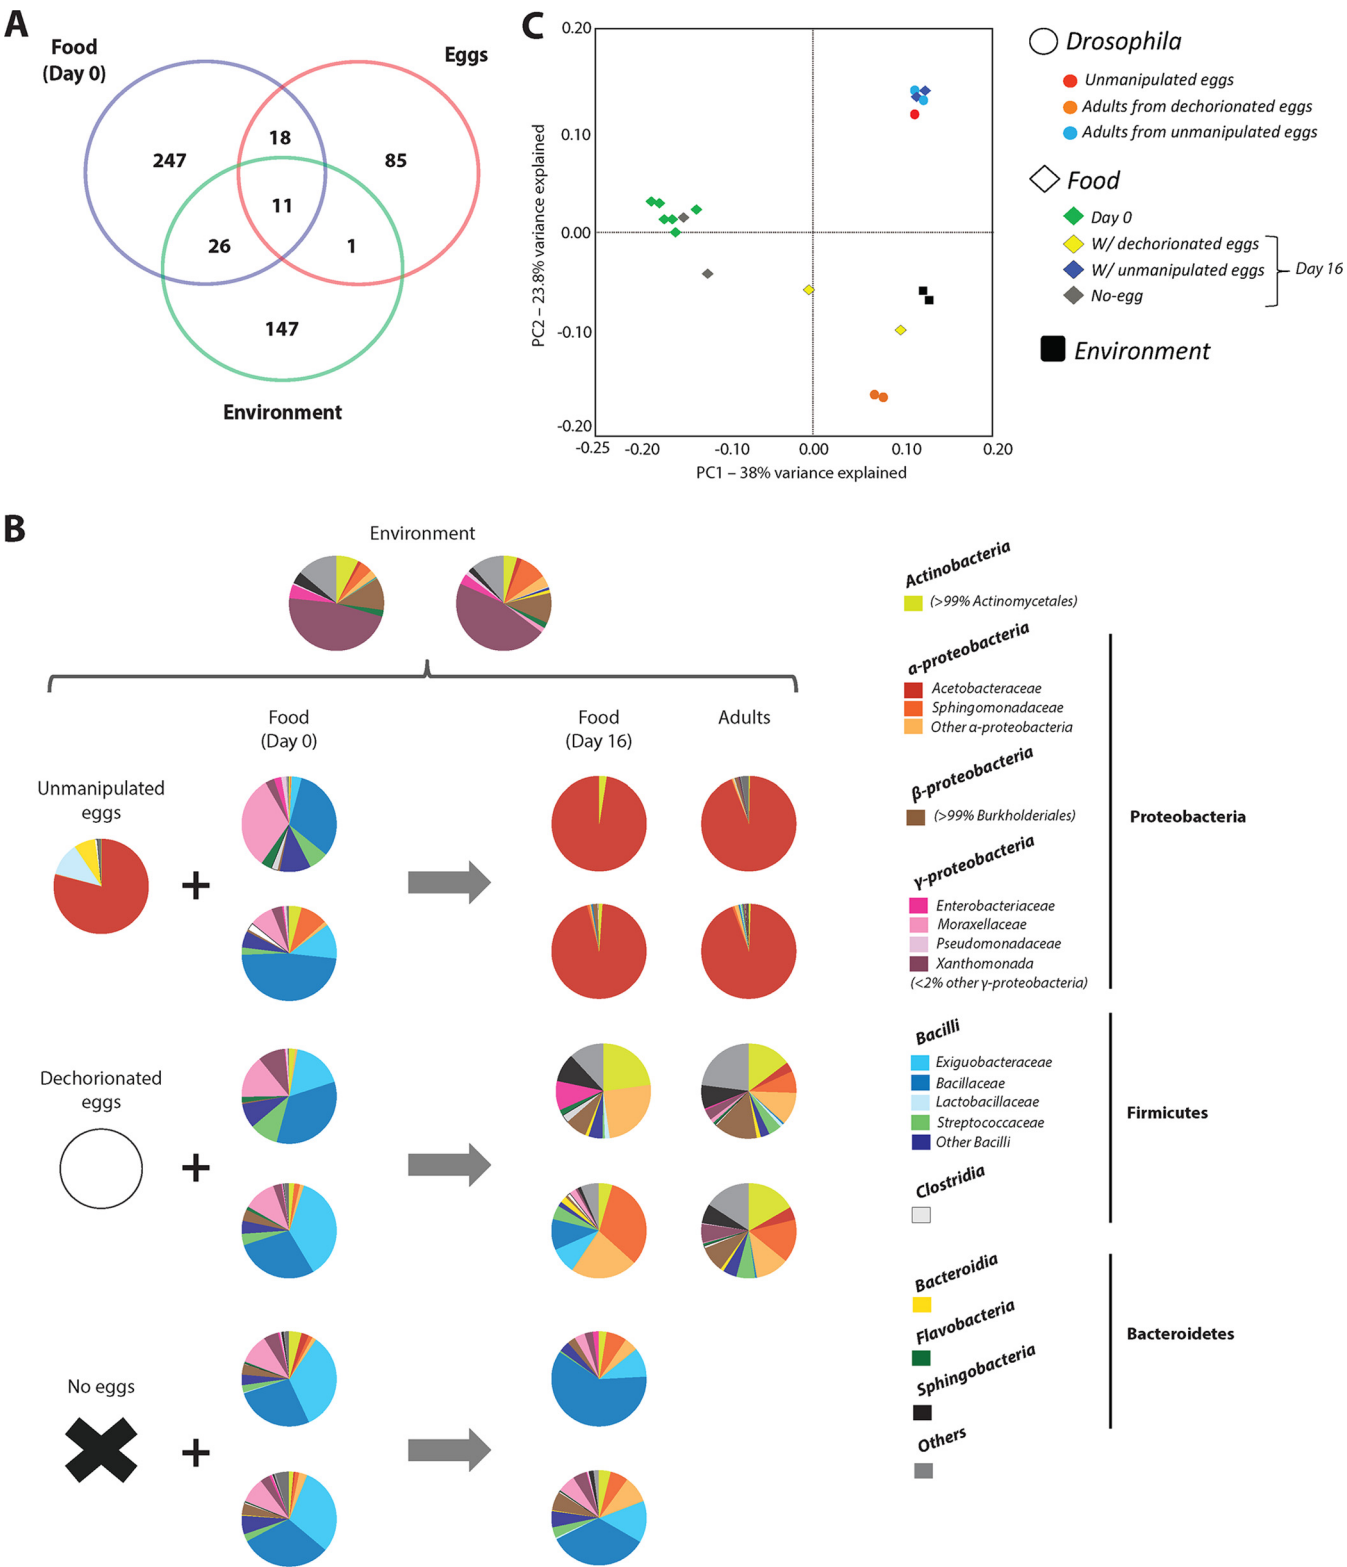 A
Food
(Day 0)
Eggs
247
18
85
11
26
1
147
Environment
C
0.20
0.10
0.00
-0.10
-0.20
PC2 – 23.8% variance explained
-0.25
-0.20
-0.10
0.00
0.10
0.20
PC1 – 38% variance explained
Drosophila
Unmanipulated eggs
Adults from dechorionated eggs
Adults from unmanipulated eggs
Food
Day 0
W/ dechorionated eggs
W/ unmanipulated eggs
No-egg
Day 16
Environment
B
Environment
Food
(Day 0)
Food
(Day 16)
Adults
Unmanipulated
eggs
+
Dechorionated
eggs
+
No eggs
+
Actinobacteria
(>99% Actinomycetales)
α-proteobacteria
Acetobacteraceae
Sphingomonadaceae
Other α-proteobacteria
β-proteobacteria
(>99% Burkholderiales)
γ-proteobacteria
Enterobacteriaceae
Moraxellaceae
Pseudomonadaceae
Xanthomonada
(<2% other γ-proteobacteria)
Proteobacteria
Bacilli
Exiguobacteraceae
Bacillaceae
Lactobacillaceae
Streptococcaceae
Other Bacilli
Clostridia
Firmicutes
Bacteroidia
Flavobacteria
Sphingobacteria
Bacteroidetes
Others